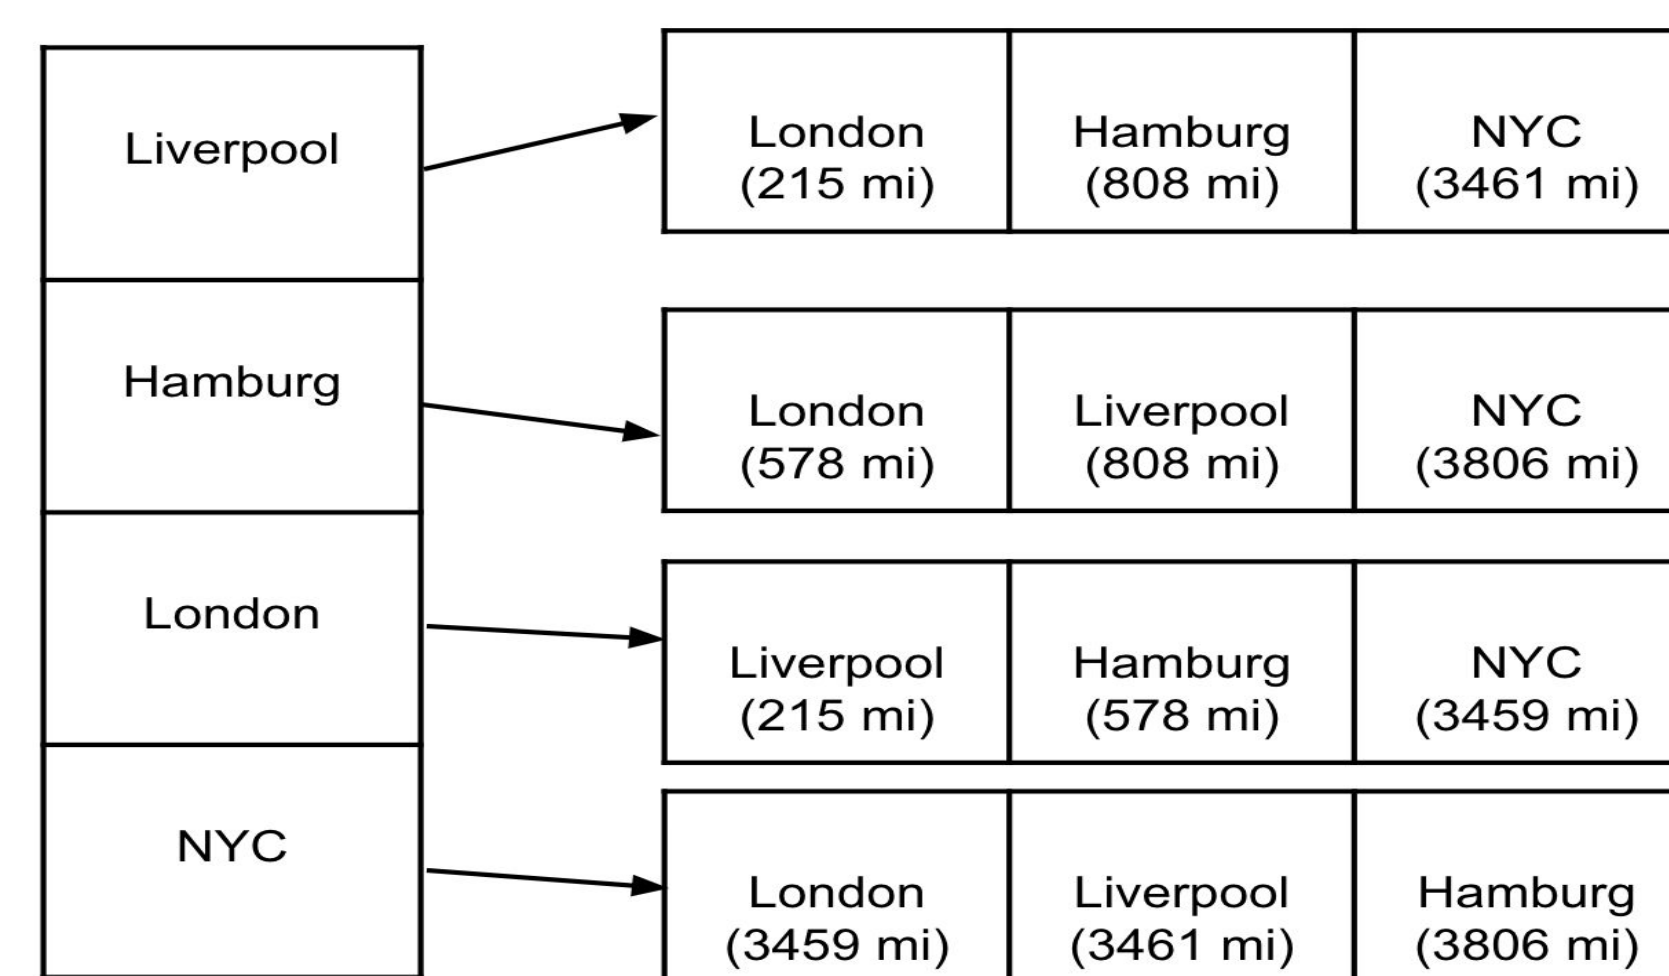 Liverpool
London
(215 mi)
Hamburg
(808 mi)
NYC
(3461 mi)
Hamburg
London
(578 mi)
Liverpool
(808 mi)
NYC
(3806 mi)
London
Liverpool
(215 mi)
Hamburg
(578 mi)
NYC
(3459 mi)
NYC
London
(3459 mi)
Liverpool
(3461 mi)
Hamburg
(3806 mi)